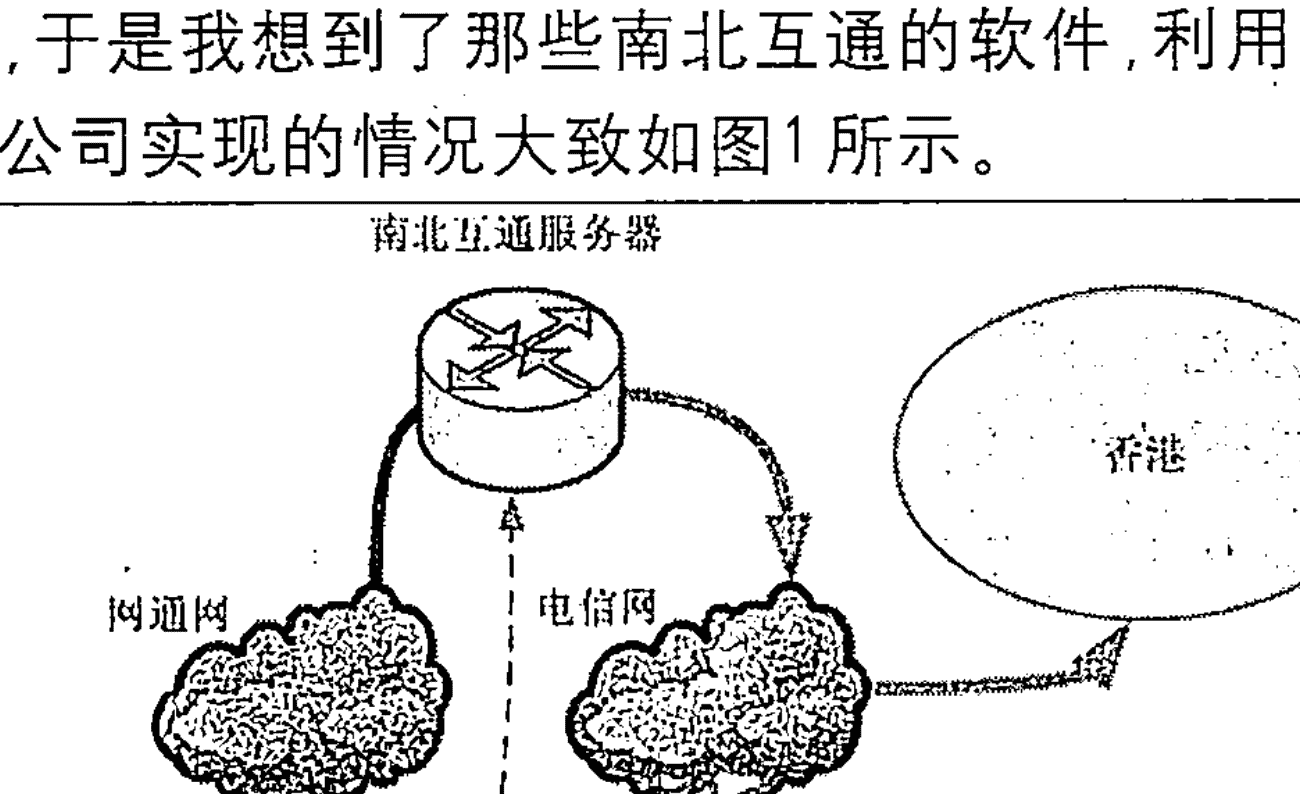 ,于是我想到了那些南北互通的软件,利用
公司实现的情况大致如图1所示。
南北互通服务器
香港
网通网
电信网